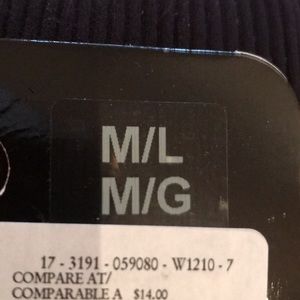 M/L
M/G
17 - 3191 - 059080 - W1210 - 7
COMPARE AT/
COMPARABLE A $14.00